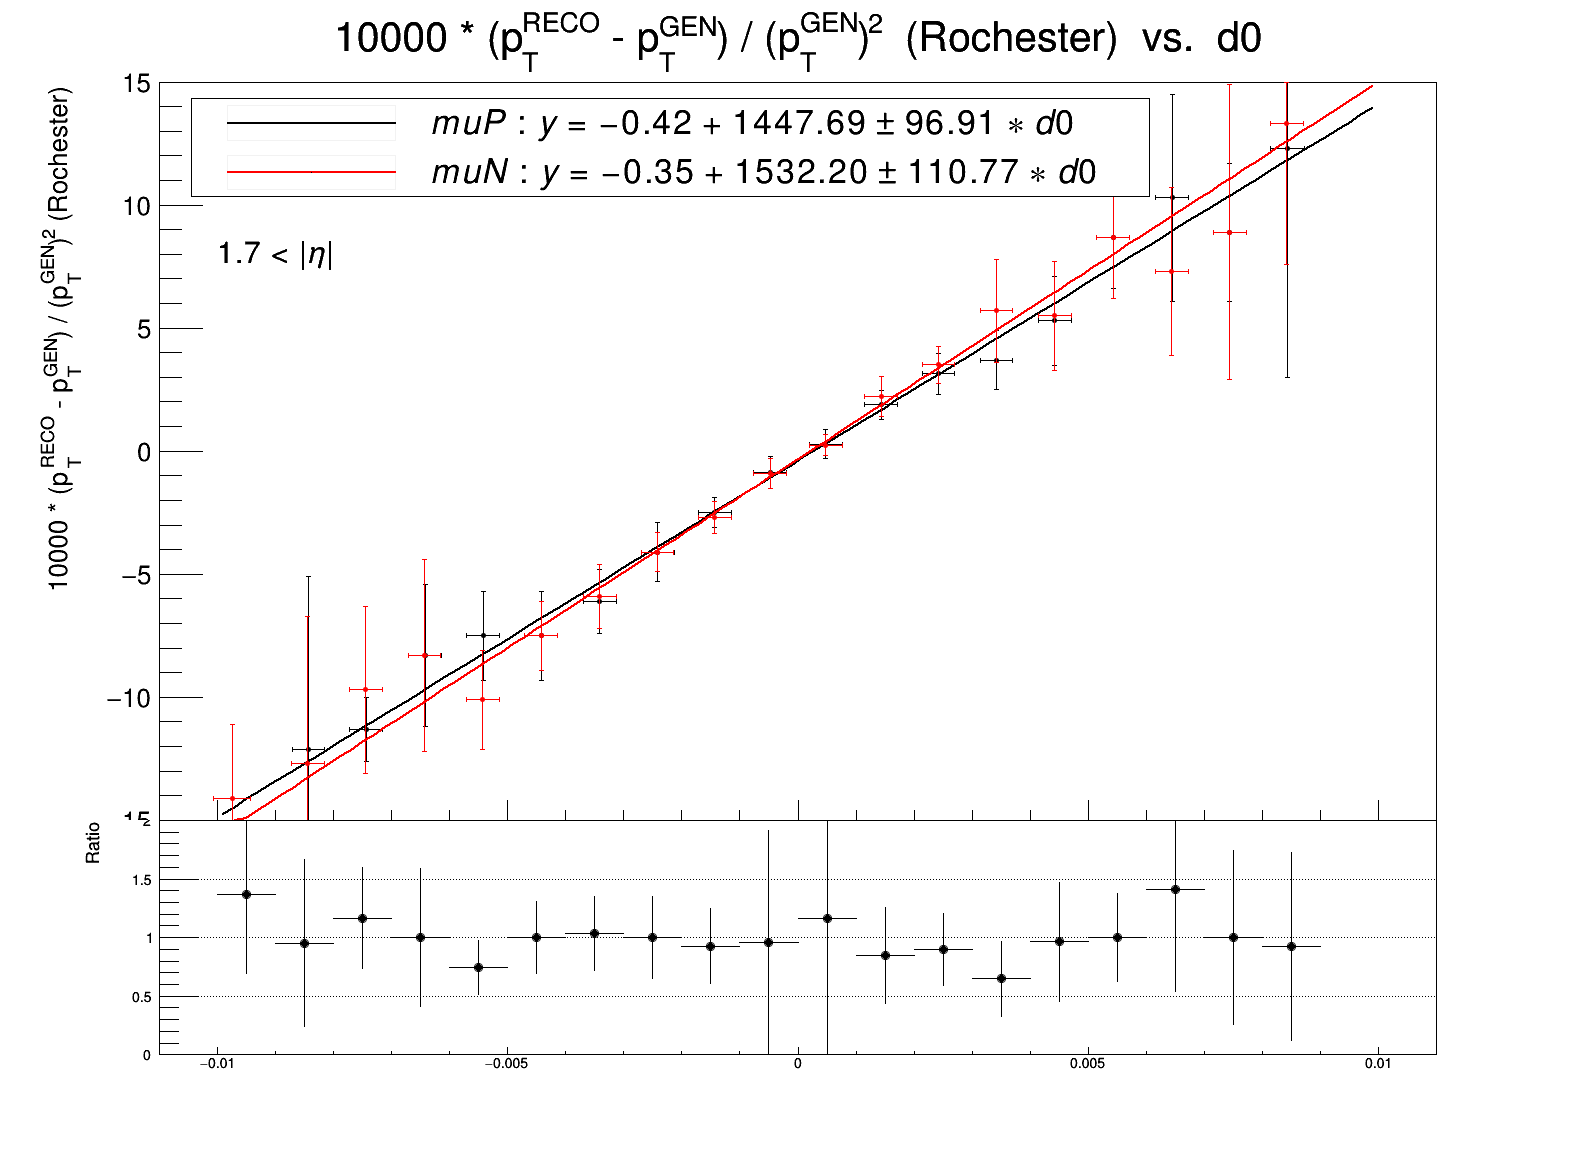 10000 * (p_T^RECO - p_T^GEN) / (p_T^GEN)^2 (Rochester) vs. d0
10000 * (p_T^RECO - p_T^GEN) / (p_T^GEN)^2 (Rochester)
muP : y = −0.42 + 1447.69 ± 96.91 ∗ d0
muN : y = −0.35 + 1532.20 ± 110.77 ∗ d0
1.7 < |η|
15
10
5
0
−5
−10
Ratio
2
1.5
1
0.5
0
−0.01 −0.005 0 0.005 0.01